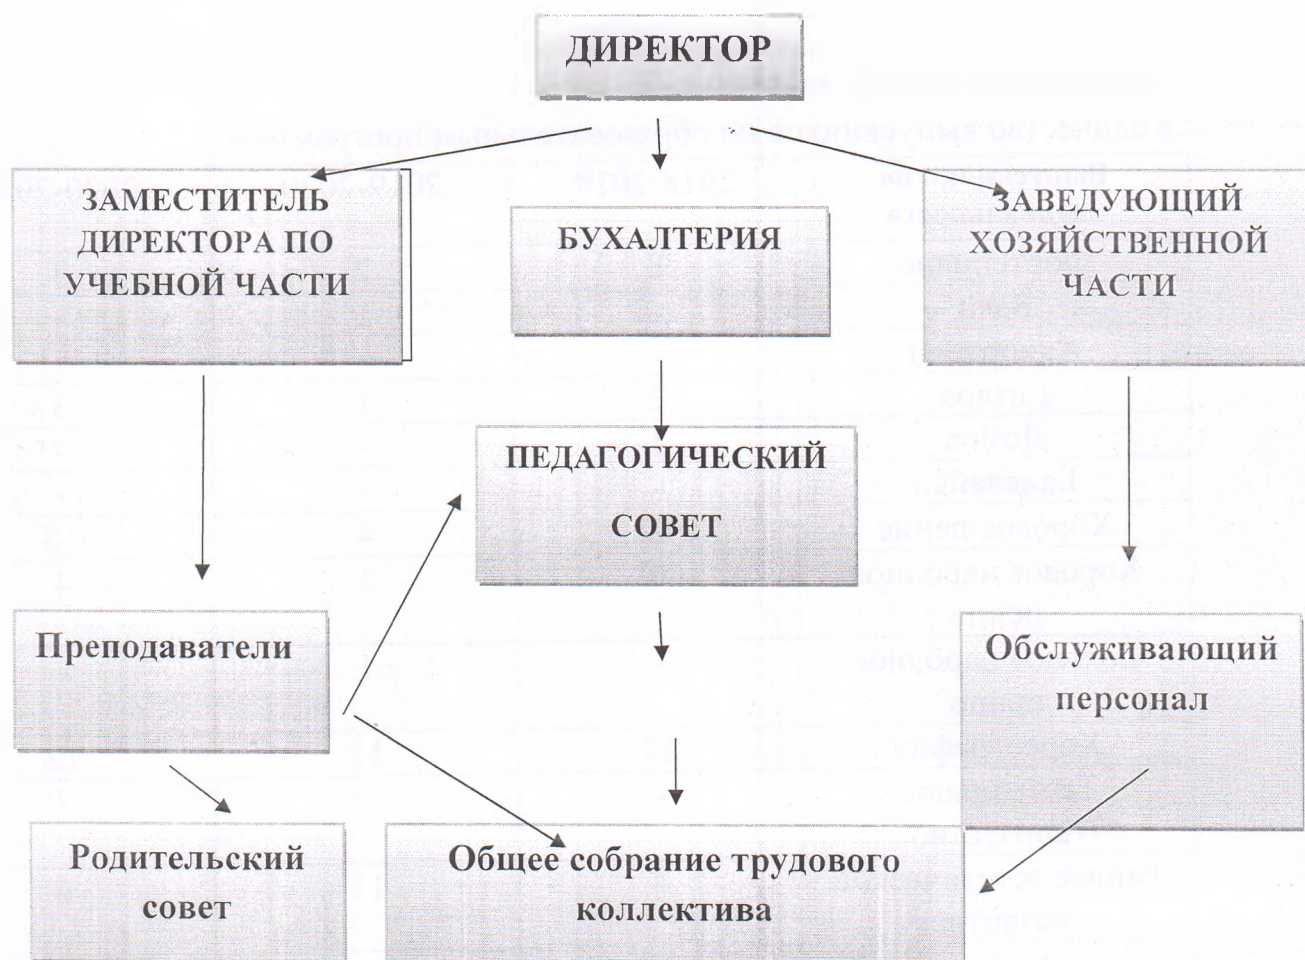 ДИРЕКТОР
ЗАМЕСТИТЕЛЬ
ДИРЕКТОРА ПО
УЧЕБНОЙ ЧАСТИ
БУХАЛТЕРИЯ
ЗАВЕДУЮЩИЙ
ХОЗЯЙСТВЕННОЙ
ЧАСТИ
ПЕДАГОГИЧЕСКИЙ
СОВЕТ
Преподаватели
Обслуживающий
персонал
Родительский
совет
Общее собрание трудового
коллектива